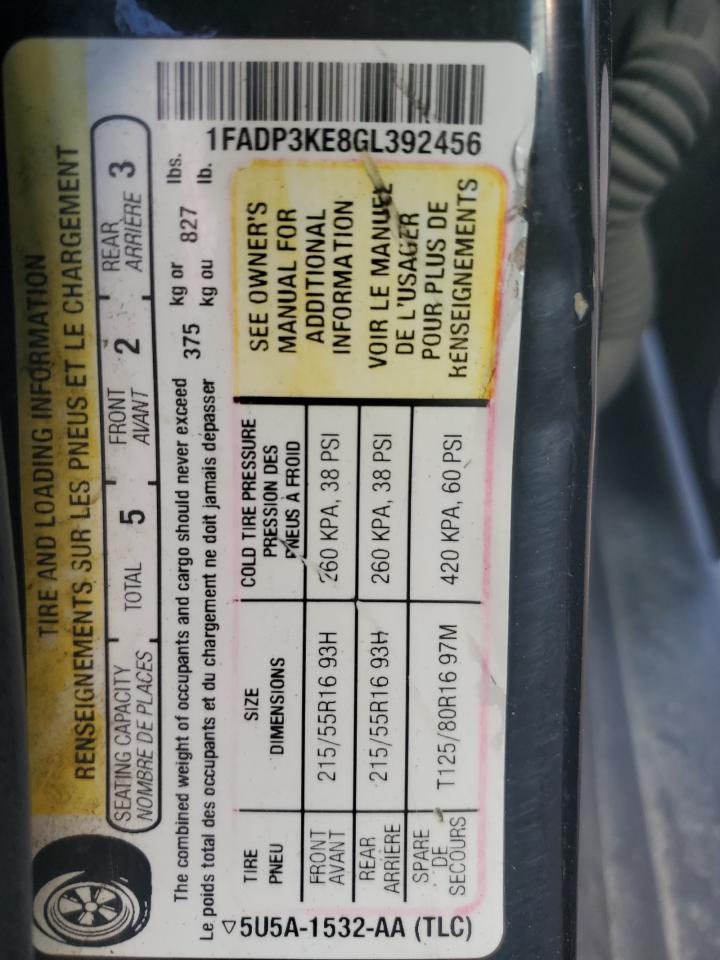 TIRE AND LOADING INFORMATION
RENSEIGNEMENTS SUR LES PNEUS ET LE CHARGEMENT
SEATING CAPACITY TOTAL 5 FRONT 2 REAR 3
NOMBRE DE PLACES AVANT ARRIÈRE
The combined weight of occupants and cargo should never exceed 375 kg or 827 lbs.
Le poids total des occupants et du chargement ne doit jamais dépasser kg ou lb.
1FADP3KE8GL392456
TIRE SIZE COLD TIRE PRESSURE
PNEU DIMENSIONS PRESSION DES
PNEUS À FROID
FRONT 215/55R16 93H 260 KPA, 38 PSI
AVANT
REAR 215/55R16 93H 260 KPA, 38 PSI
ARRIÈRE
SPARE T125/80R16 97M 420 KPA, 60 PSI
DE
SECOURS
SEE OWNER'S
MANUAL FOR
ADDITIONAL
INFORMATION
VOIR LE MANUEL
DE L'USAGER
POUR PLUS DE
RENSEIGNEMENTS
5U5A-1532-AA (TLC)